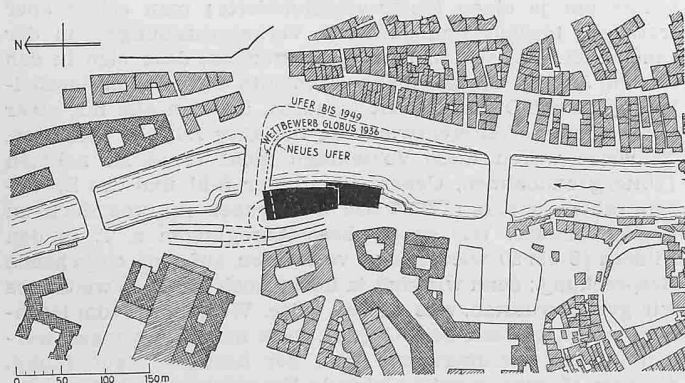 N
UFER BIS 1949
WETTBEWERB GLOBUS 1936
NEUES UFER
0 50 100 150 m